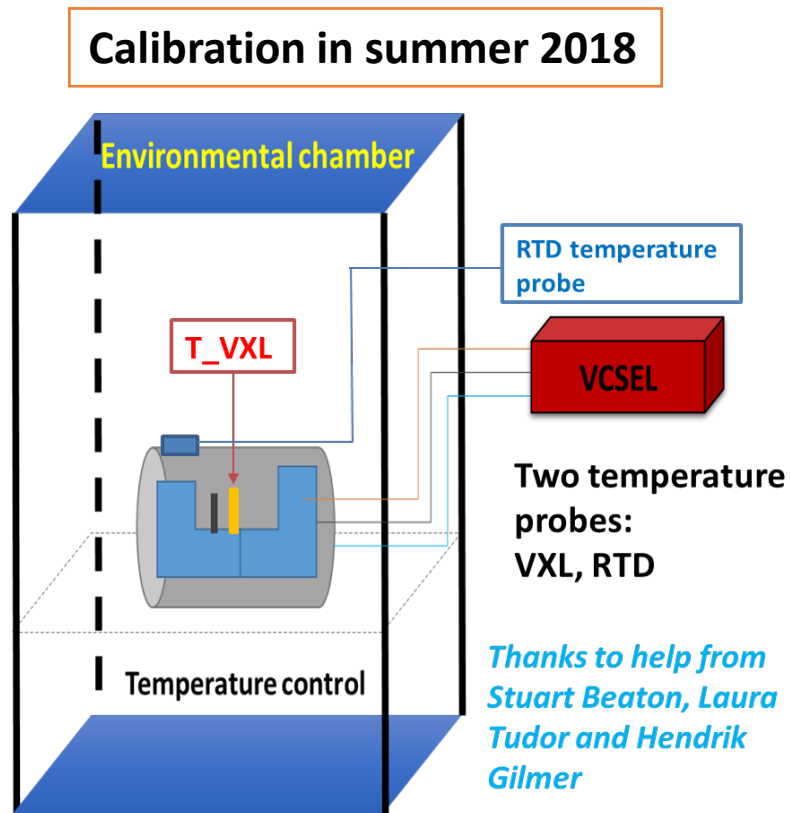 Calibration in summer 2018
Environmental chamber
RTD temperature
probe
T_VXL
VCSEL
Two temperature
probes:
VXL, RTD
Temperature control
Thanks to help from
Stuart Beaton, Laura
Tudor and Hendrik
Gilmer